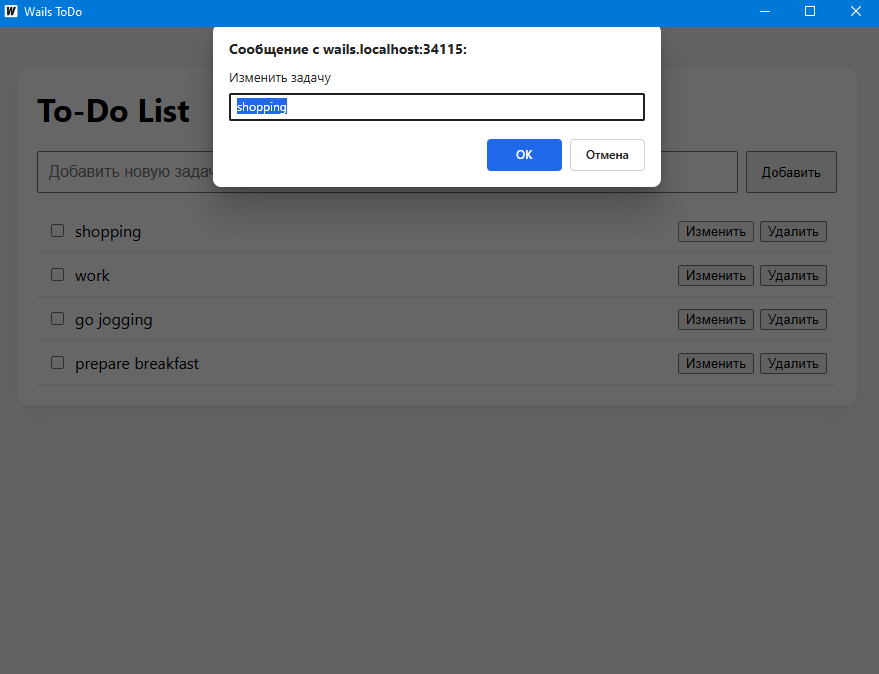 W Wails ToDo
Сообщение с wails.localhost:34115:
Изменить задачу
shopping
OK Отмена
To-Do List
Добавить новую задач Добавить
shopping Изменить Удалить
work Изменить Удалить
go jogging Изменить Удалить
prepare breakfast Изменить Удалить